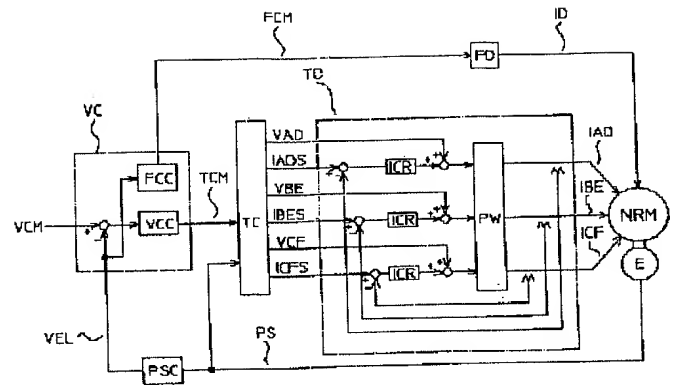 FCM
ID
FD
TD
VC
VAD
IAD
IADS
FCC
TCM
ICR
VBE
IBE
VCM
VCC
TC
IBES
ICR
PW
NRM
VCF
ICF
ICFS
ICR
E
VEL
PS
PSC